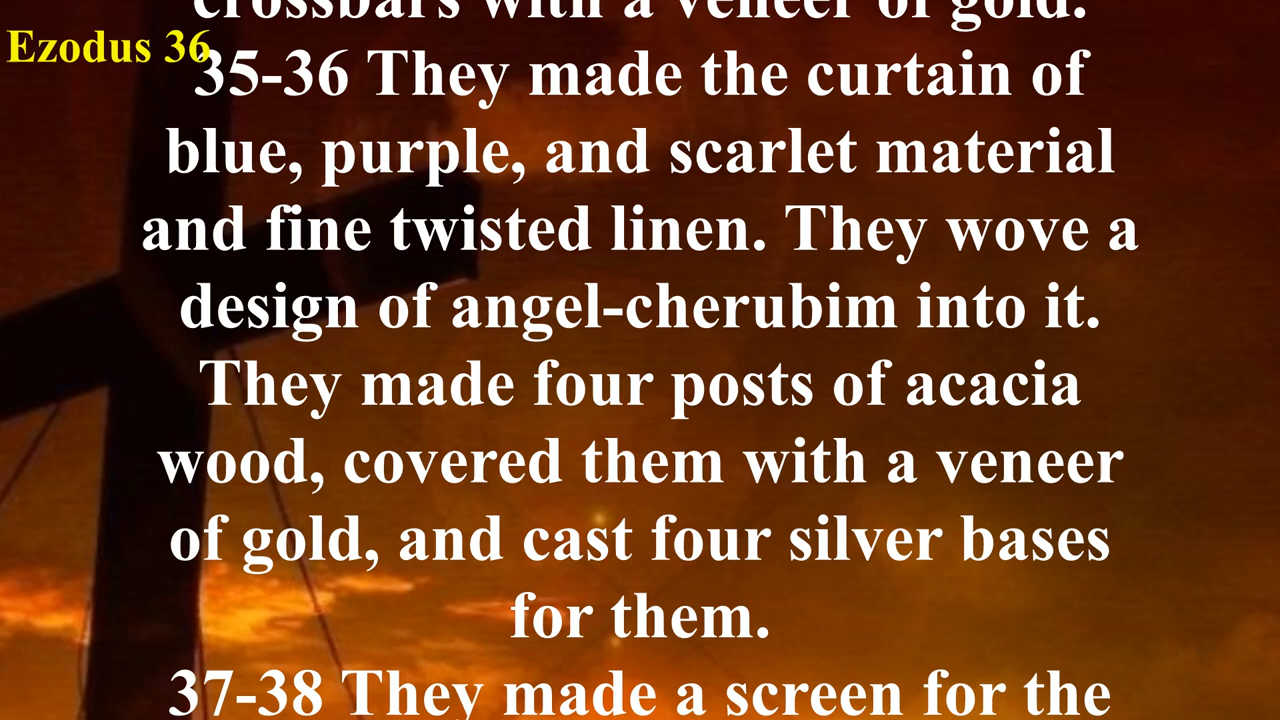 crossbars with a veneer of gold.
Ezodus 36
35-36 They made the curtain of
blue, purple, and scarlet material
and fine twisted linen. They wove a
design of angel-cherubim into it.
They made four posts of acacia
wood, covered them with a veneer
of gold, and cast four silver bases
for them.
37-38 They made a screen for the